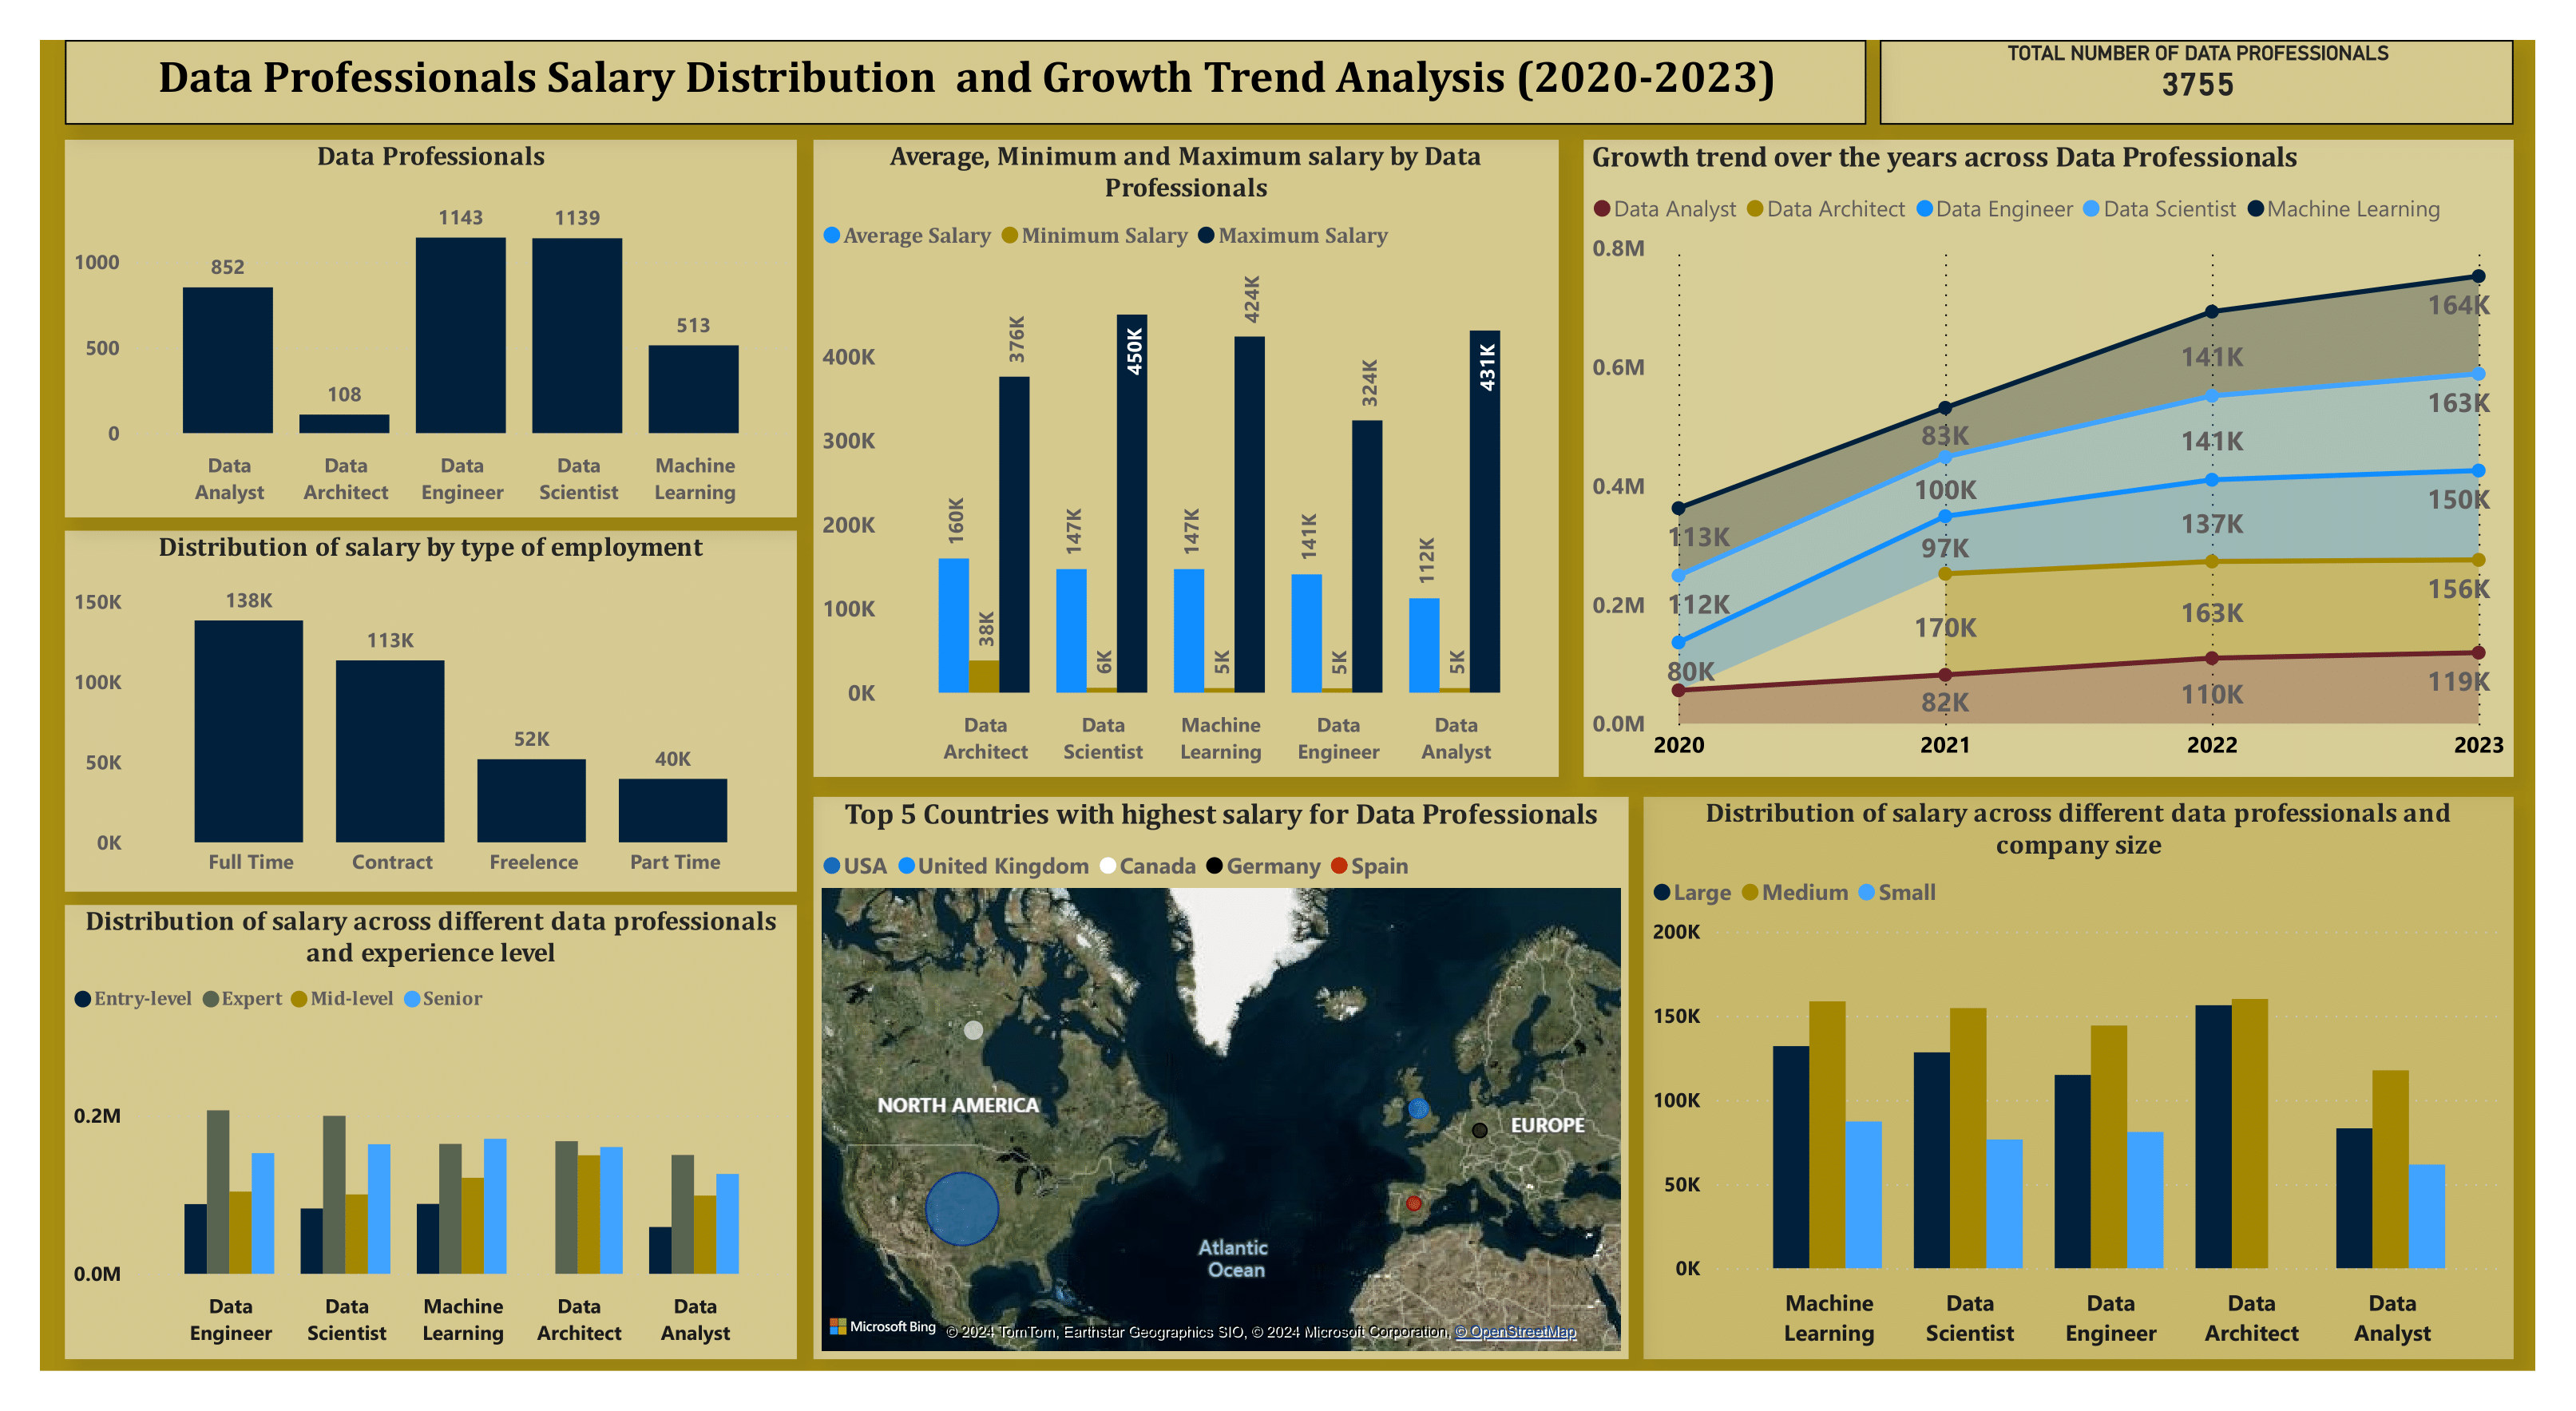 Data Professionals Salary Distribution  and Growth Trend Analysis (2020-2023)
TOTAL NUMBER OF DATA PROFESSIONALS
3755
Data Professionals
1000
500
0
852
108
1143
1139
513
Data Analyst
Data Architect
Data Engineer
Data Scientist
Machine Learning
Distribution of salary by type of employment
150K
100K
50K
0K
138K
113K
52K
40K
Full Time
Contract
Freelence
Part Time
Distribution of salary across different data professionals
and experience level
Entry-level Expert Mid-level Senior
0.2M
0.0M
Data Engineer
Data Scientist
Machine Learning
Data Architect
Data Analyst
Average, Minimum and Maximum salary by Data
Professionals
Average Salary Minimum Salary Maximum Salary
400K
300K
200K
100K
0K
160K
38K
376K
147K
6K
450K
147K
5K
424K
141K
5K
324K
112K
5K
431K
Data Architect
Data Scientist
Machine Learning
Data Engineer
Data Analyst
Growth trend over the years across Data Professionals
Data Analyst Data Architect Data Engineer Data Scientist Machine Learning
0.8M
0.6M
0.4M
0.2M
0.0M
113K
112K
80K
83K
100K
97K
170K
82K
141K
141K
137K
163K
110K
164K
163K
150K
156K
119K
2020
2021
2022
2023
Top 5 Countries with highest salary for Data Professionals
USA United Kingdom Canada Germany Spain
NORTH AMERICA
EUROPE
Atlantic
Ocean
Microsoft Bing
© 2024 TomTom, Earthstar Geographics SIO, © 2024 Microsoft Corporation, © OpenStreetMap
Distribution of salary across different data professionals and
company size
Large Medium Small
200K
150K
100K
50K
0K
Machine Learning
Data Scientist
Data Engineer
Data Architect
Data Analyst